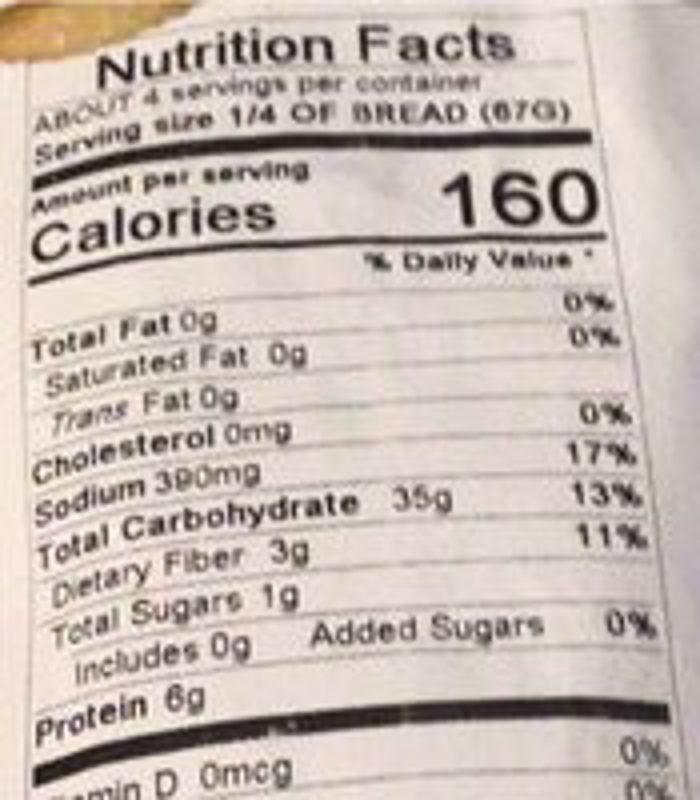 Nutrition Facts
ABOUT 4 servings per container
Serving size 1/4 OF BREAD (67G)
Amount per serving
Calories 160
% Daily Value *
Total Fat 0g 0%
Saturated Fat 0g 0%
Trans Fat 0g
Cholesterol 0mg 0%
Sodium 390mg 17%
Total Carbohydrate 35g 13%
Dietary Fiber 3g 11%
Total Sugars 1g
Includes 0g Added Sugars 0%
Protein 6g
amin D 0mcg 0%
0%